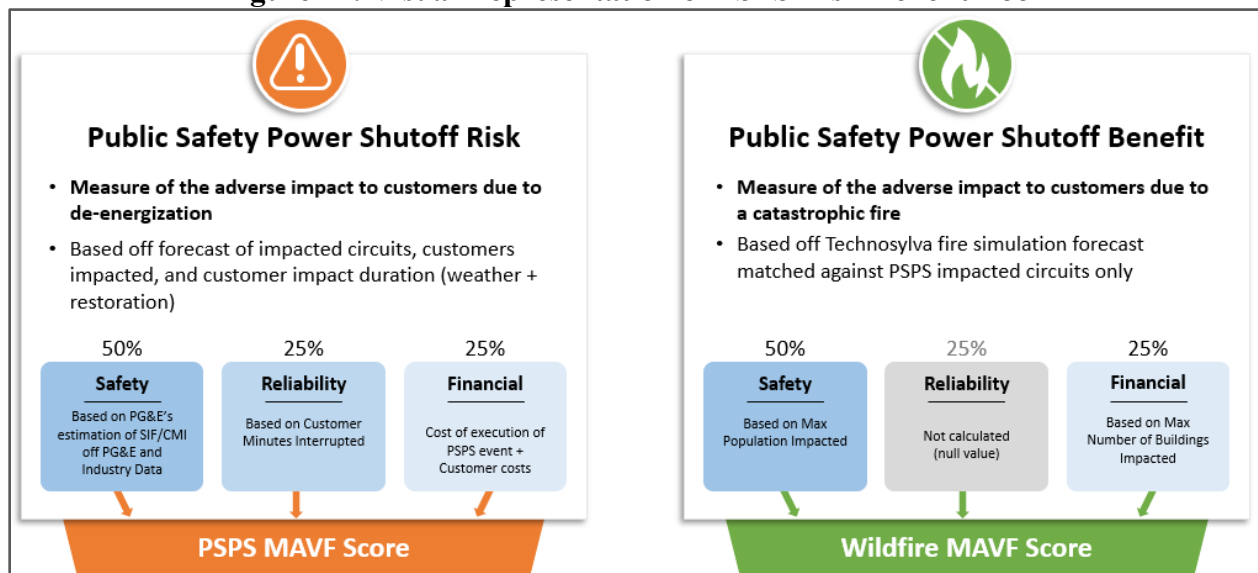 Public Safety Power Shutoff Risk
• Measure of the adverse impact to customers due to
de-energization
• Based off forecast of impacted circuits, customers
impacted, and customer impact duration (weather +
restoration)
50%
Safety
Based on PG&E's
estimation of SIF/CMI
off PG&E and
Industry Data
25%
Reliability
Based on Customer
Minutes Interrupted
25%
Financial
Cost of execution of
PSPS event +
Customer costs
PSPS MAVF Score
Public Safety Power Shutoff Benefit
• Measure of the adverse impact to customers due to
a catastrophic fire
• Based off Technosylva fire simulation forecast
matched against PSPS impacted circuits only
50%
Safety
Based on Max
Population Impacted
25%
Reliability
Not calculated
(null value)
25%
Financial
Based on Max
Number of Buildings
Impacted
Wildfire MAVF Score